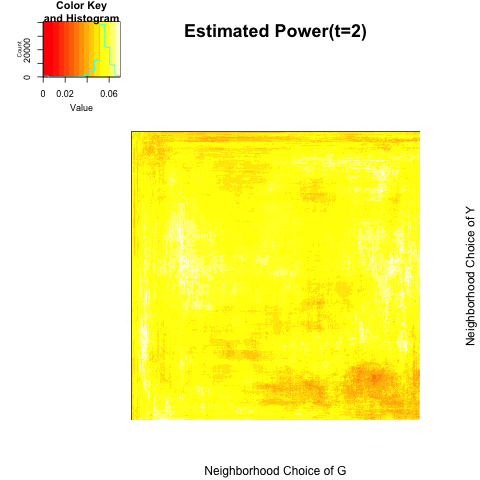 Color Key
and Histogram
Estimated Power(t=2)
Count
0 20000
0 0.02 0.06
Value
Neighborhood Choice of Y
Neighborhood Choice of G